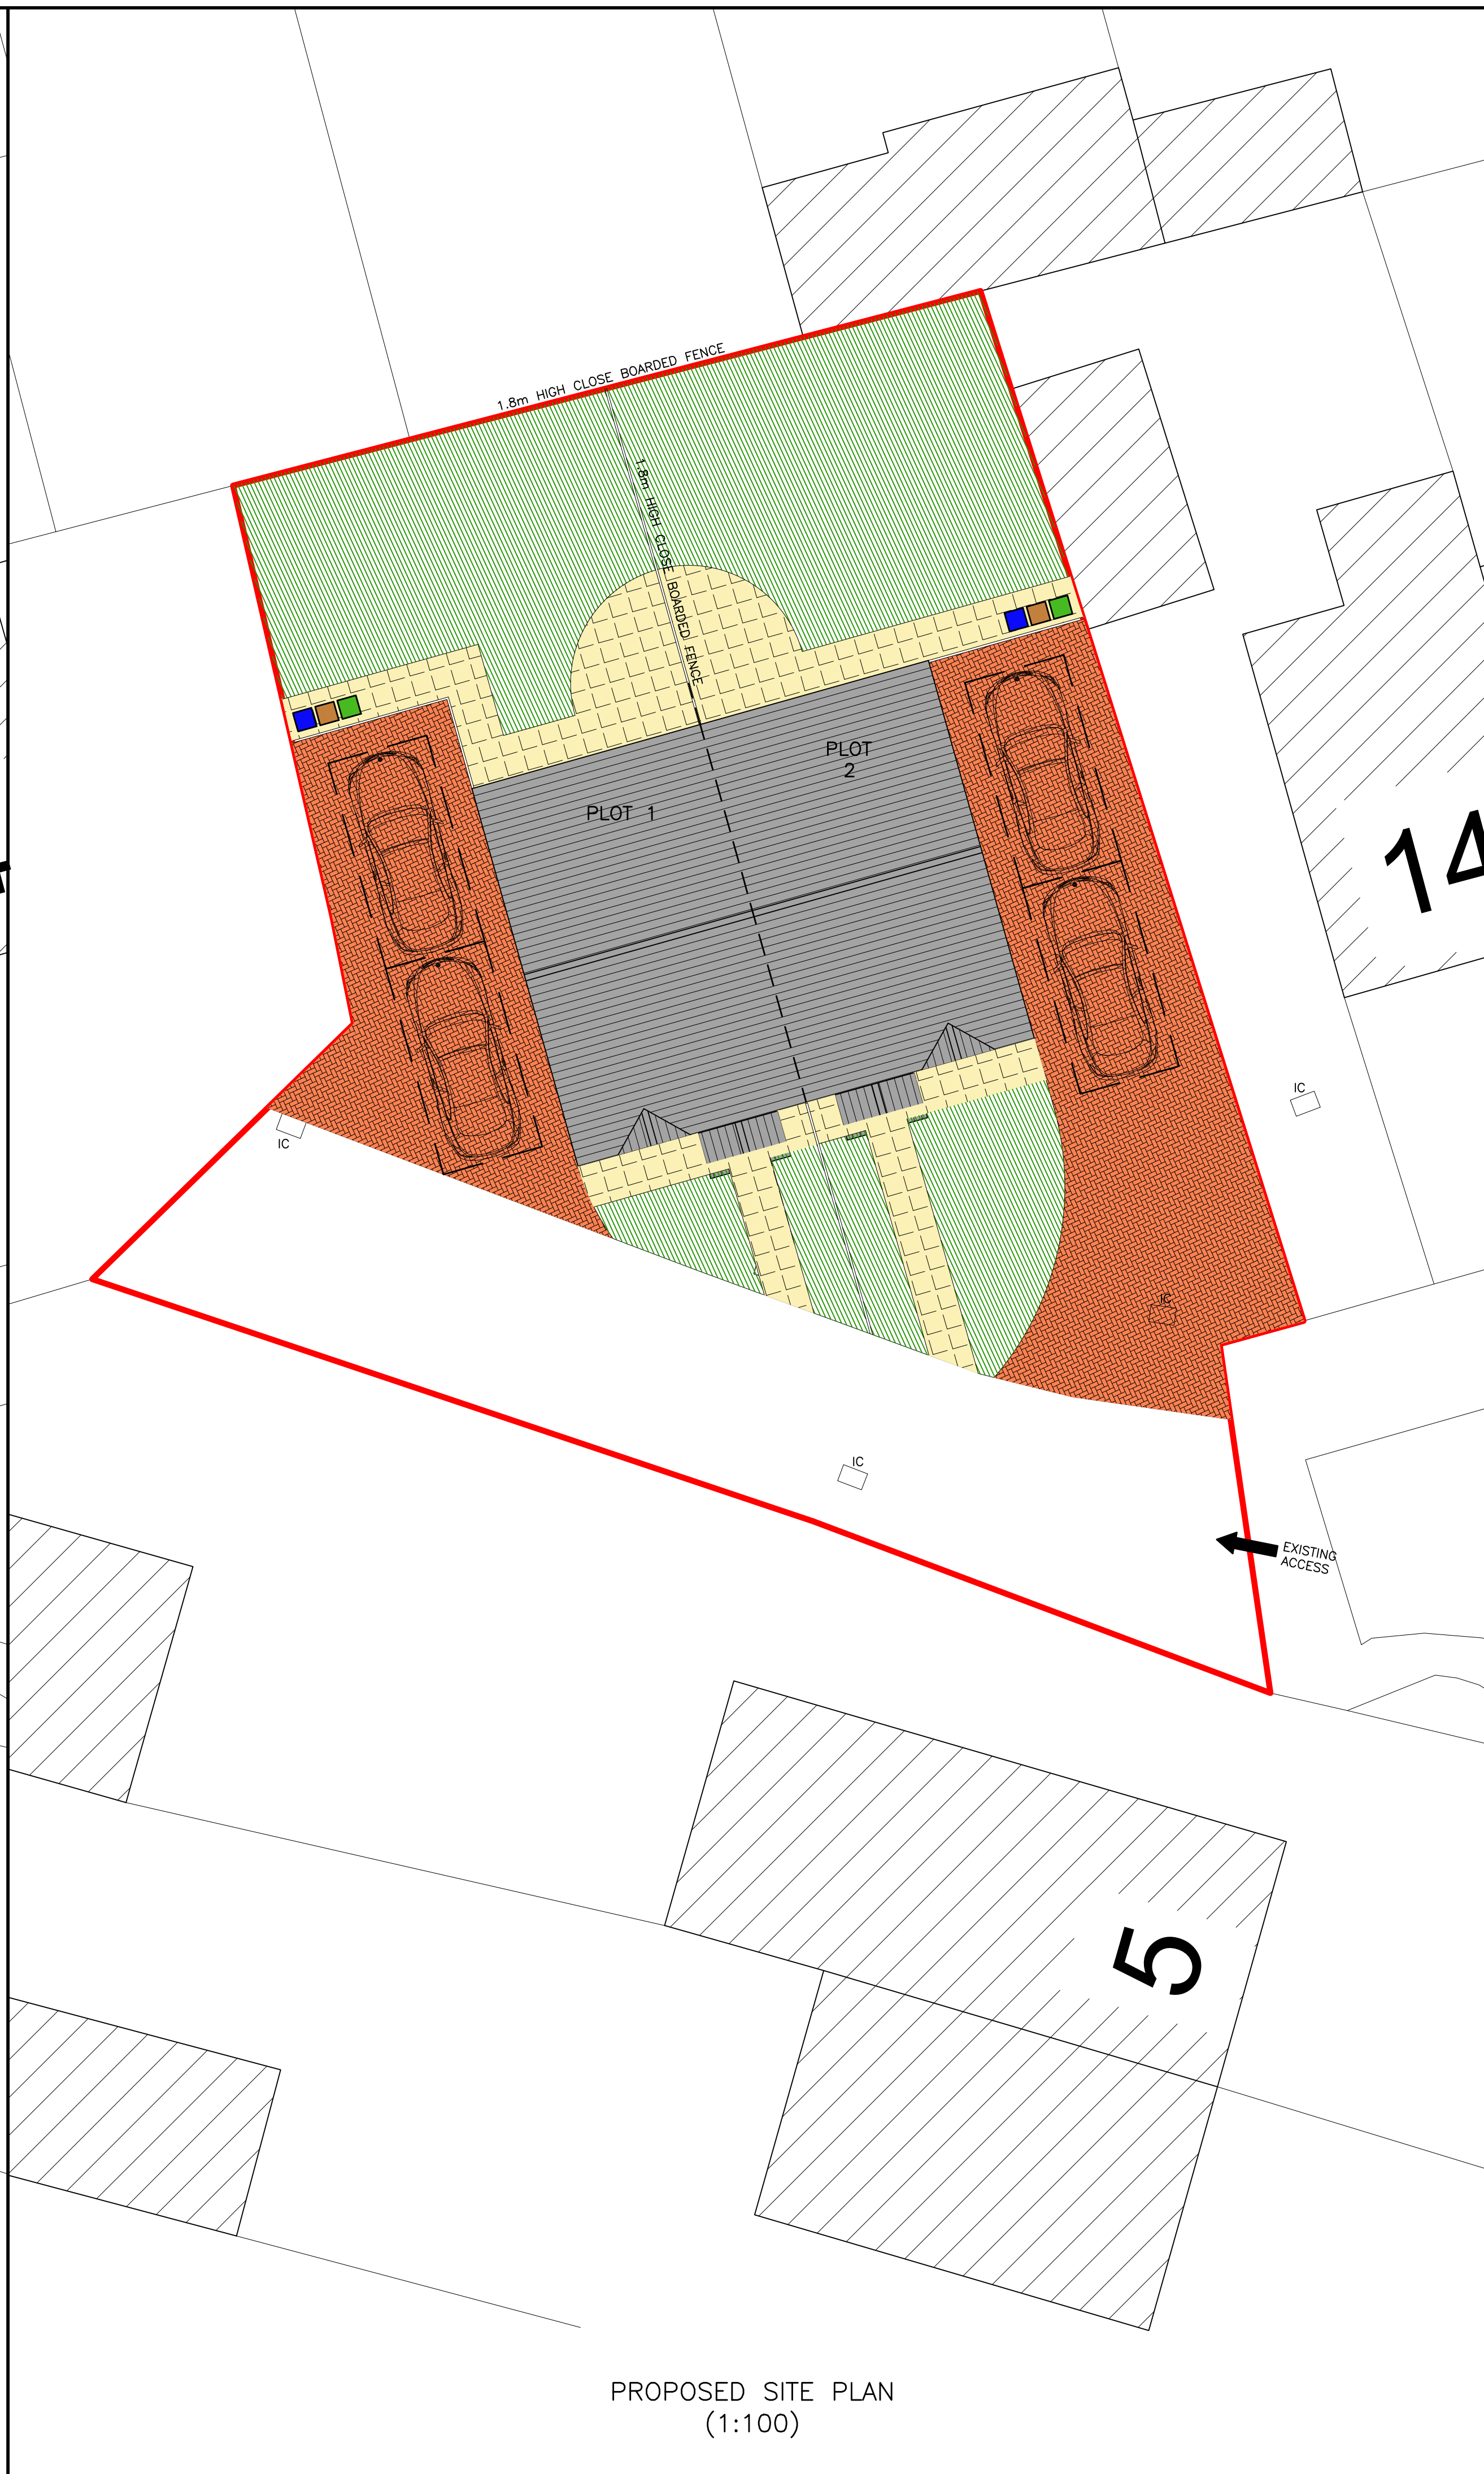 1.8m HIGH CLOSE BOARDED FENCE
1.8m HIGH CLOSE BOARDED FENCE
PLOT
2
PLOT 1
14
IC
IC
IC
IC
EXISTING
ACCESS
5
PROPOSED SITE PLAN
(1:100)